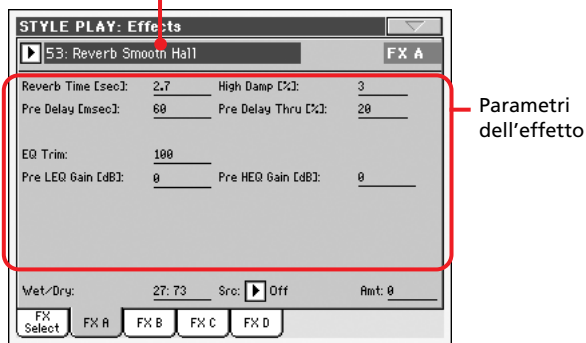 STYLE PLAY: Effects
53: Reverb Smooth Hall FX A
Reverb Time [sec]: 2.7 High Damp [%]: 3
Pre Delay [msec]: 60 Pre Delay Thru [%]: 20
EQ Trim: 100
Pre LEQ Gain [dB]: 0 Pre HEQ Gain [dB]: 0
Parametri
dell'effetto
Wet/Dry: 27:73 Src: Off Amt: 0
FX Select FX A FX B FX C FX D